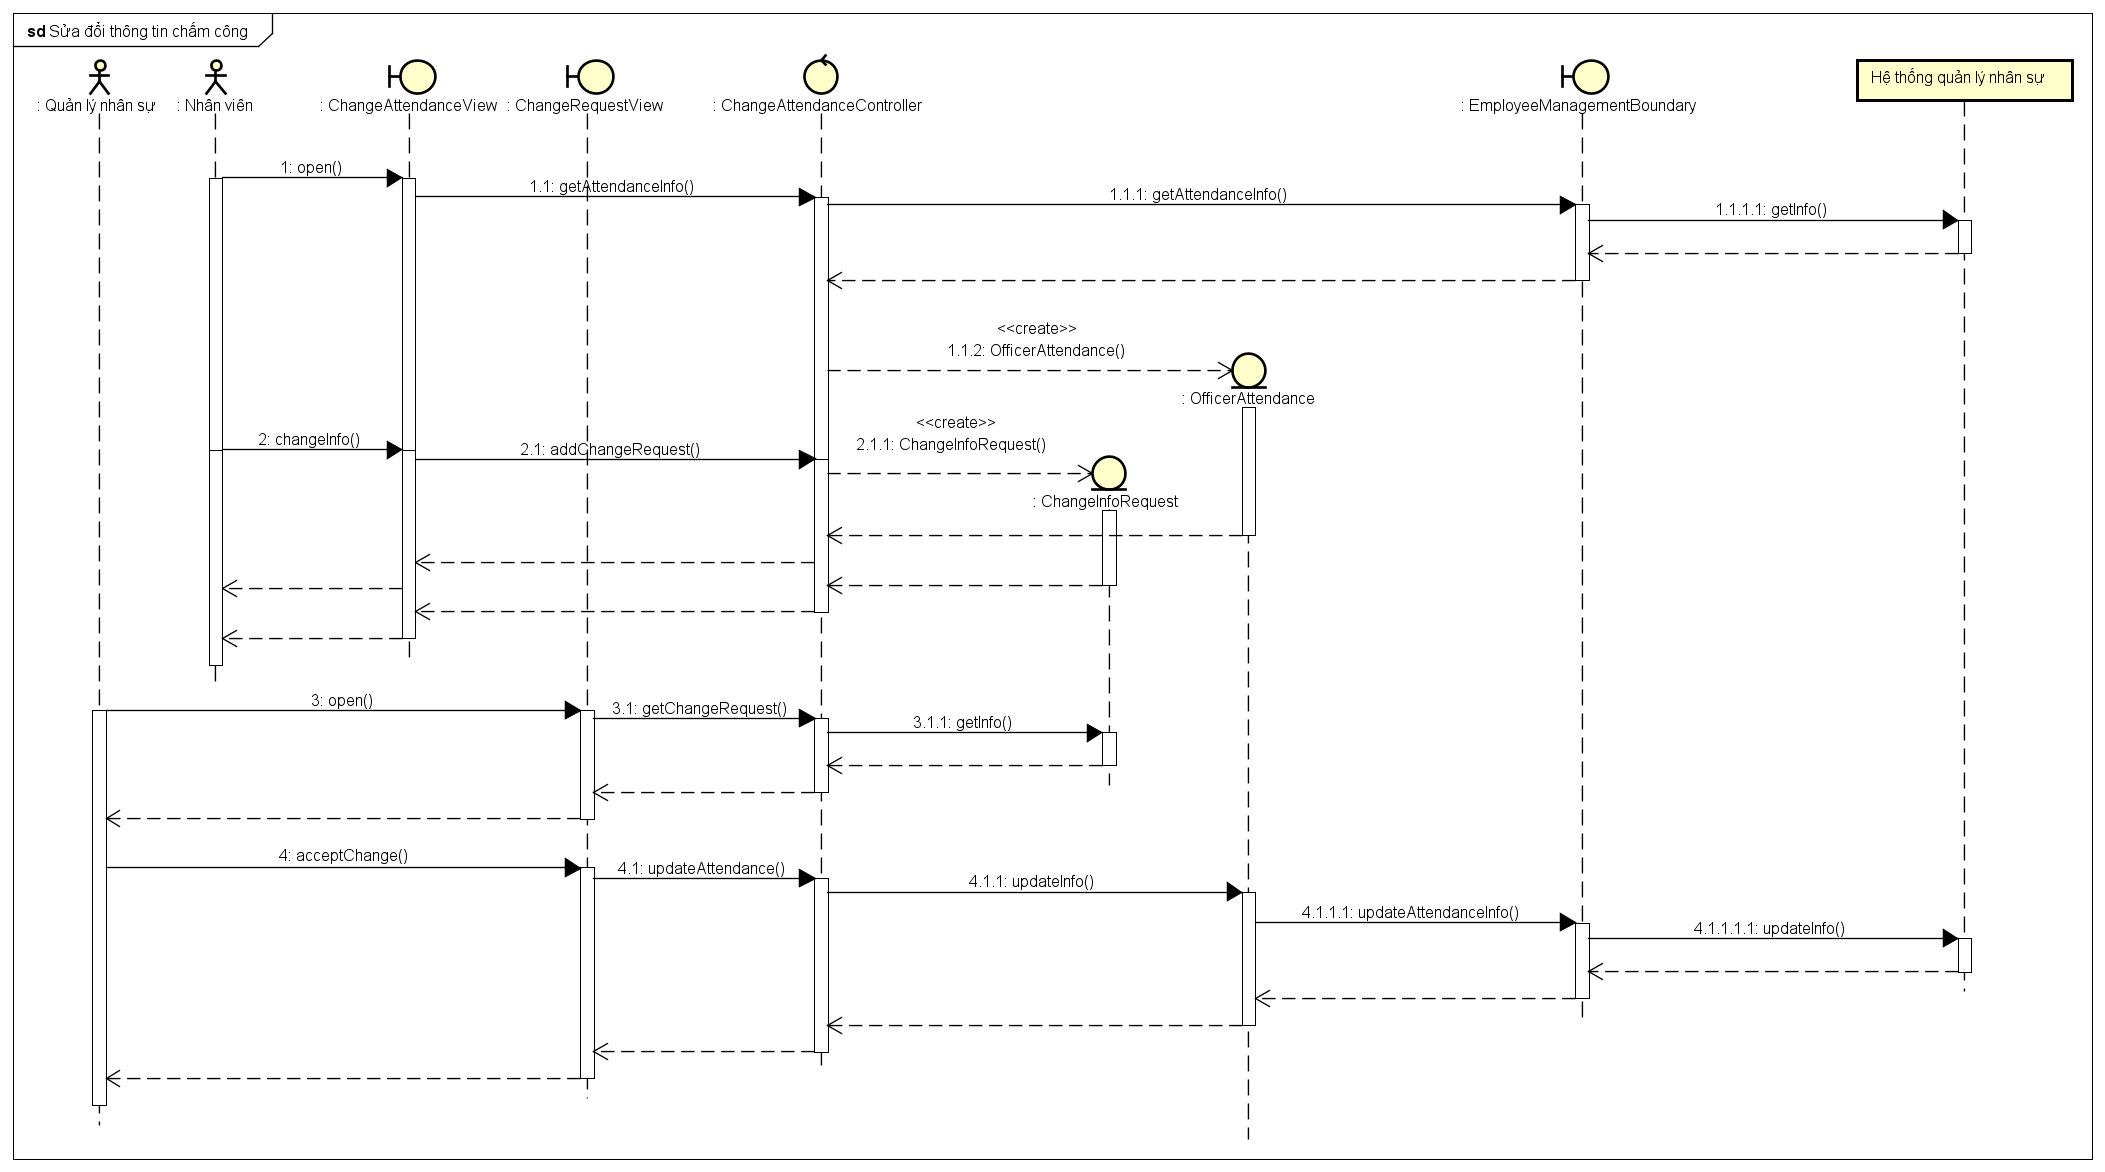 sd Sửa đổi thông tin chấm công
: Quản lý nhân sự
: Nhân viên
: ChangeAttendanceView
: ChangeRequestView
: ChangeAttendanceController
: EmployeeManagementBoundary
Hệ thống quản lý nhân sự
1: open()
1.1: getAttendanceInfo()
1.1.1: getAttendanceInfo()
1.1.1.1: getInfo()
<<create>>
1.1.2: OfficerAttendance()
: OfficerAttendance
2: changeInfo()
2.1: addChangeRequest()
<<create>>
2.1.1: ChangeInfoRequest()
: ChangeInfoRequest
3: open()
3.1: getChangeRequest()
3.1.1: getInfo()
4: acceptChange()
4.1: updateAttendance()
4.1.1: updateInfo()
4.1.1.1: updateAttendanceInfo()
4.1.1.1.1: updateInfo()